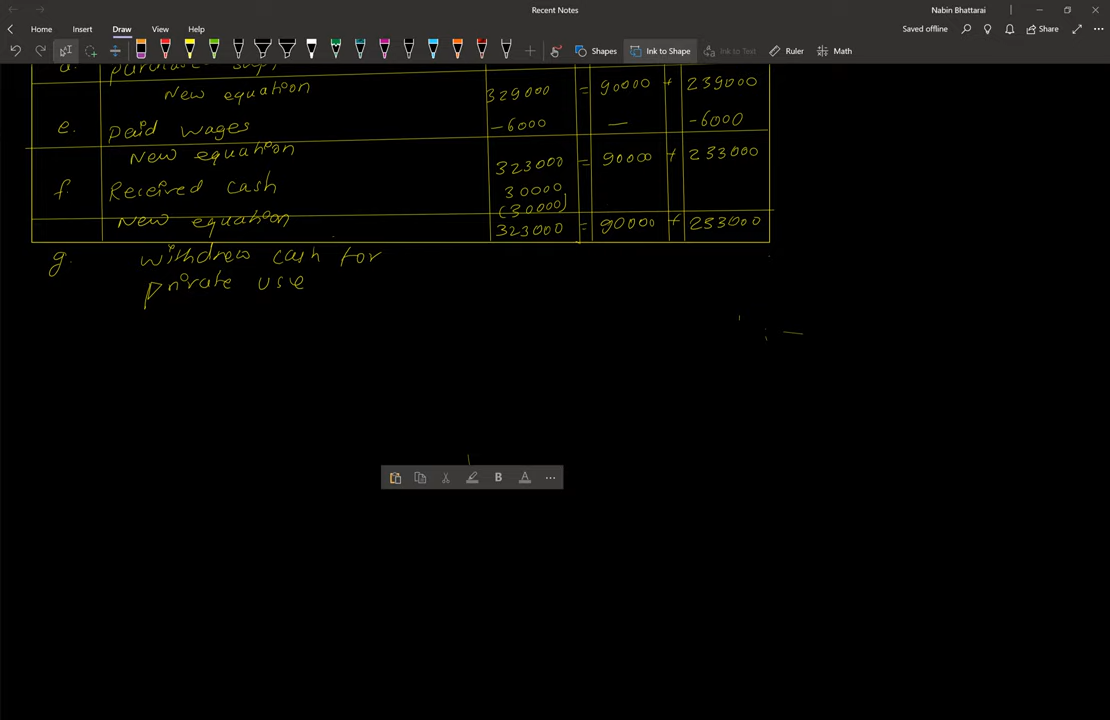 Recent Notes
Nabin Bhattarai
Home Insert Draw View Help
Saved offline
Share
Shapes
Ink to Shape
Ink to Text
Ruler
Math
New equation 329000 = 90000 + 239000
e. paid wages -6000 — -6000
New equation 323000 = 90000 + 233000
f. Received cash 30000
(30000)
New equation 323000 = 90000 + 233000
g. withdrew cash for
private use
B A